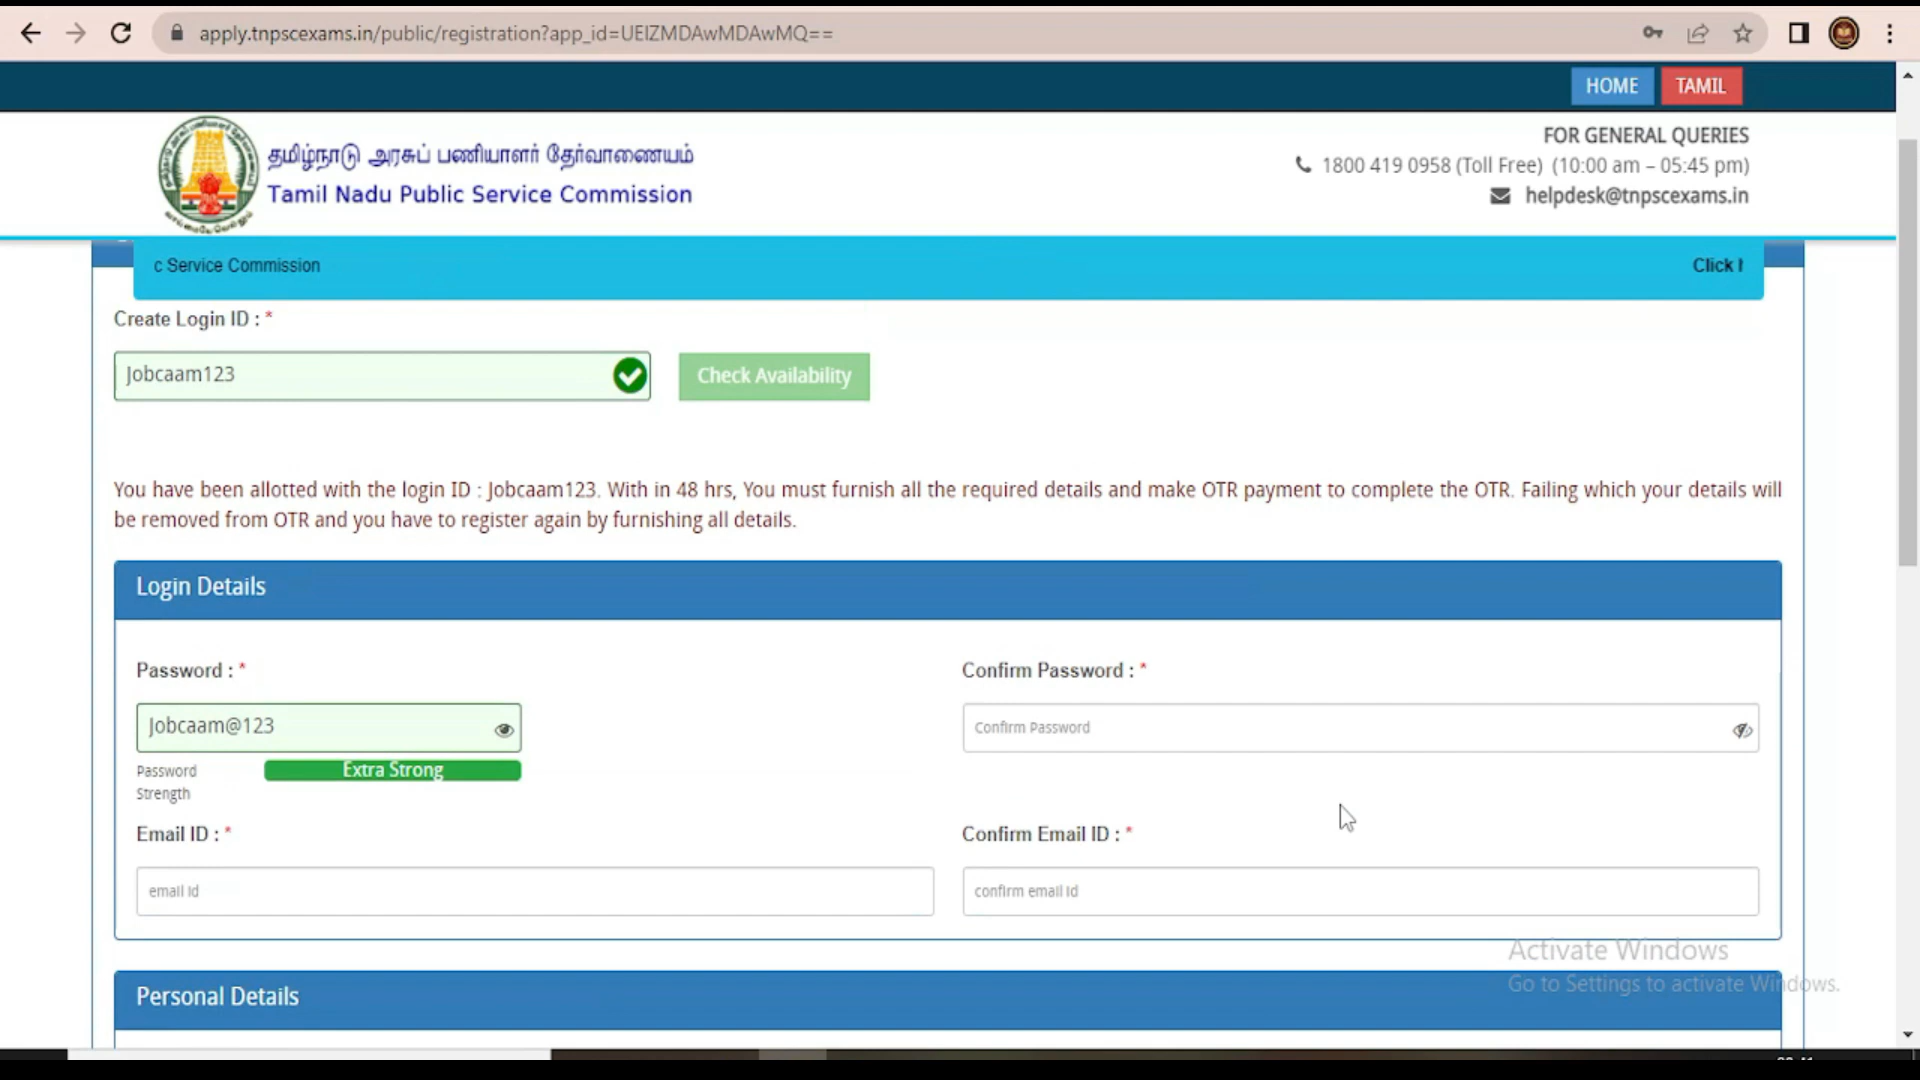 apply.tnpscexams.in/public/registration?app_id=UEIZMDAwMDAwMQ==
HOME TAMIL
தமிழ்நாடு அரசுப் பணியாளர் தேர்வாணையம்
Tamil Nadu Public Service Commission
FOR GENERAL QUERIES
1800 419 0958 (Toll Free) (10:00 am – 05:45 pm)
helpdesk@tnpscexams.in
c Service Commission Click
Create Login ID : *
Jobcaam123 Check Availability
You have been allotted with the login ID : Jobcaam123. With in 48 hrs, You must furnish all the required details and make OTR payment to complete the OTR. Failing which your details will
be removed from OTR and you have to register again by furnishing all details.
Login Details
Password : * Confirm Password : *
Jobcaam@123 Confirm Password
Password Extra Strong
Strength
Email ID : * Confirm Email ID : *
email id confirm email id
Activate Windows
Go to Settings to activate Windows.
Personal Details